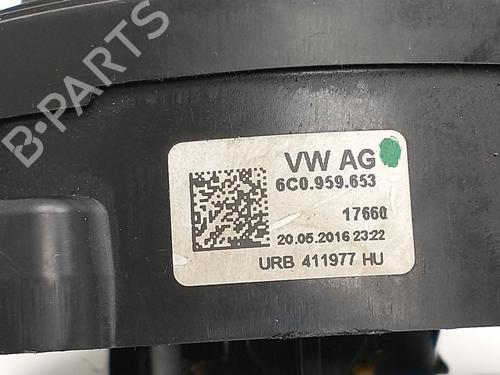 B-PARTS
VW AG
6C0.959.653
17660
20.05.2016 23:22
URB 411977 HU